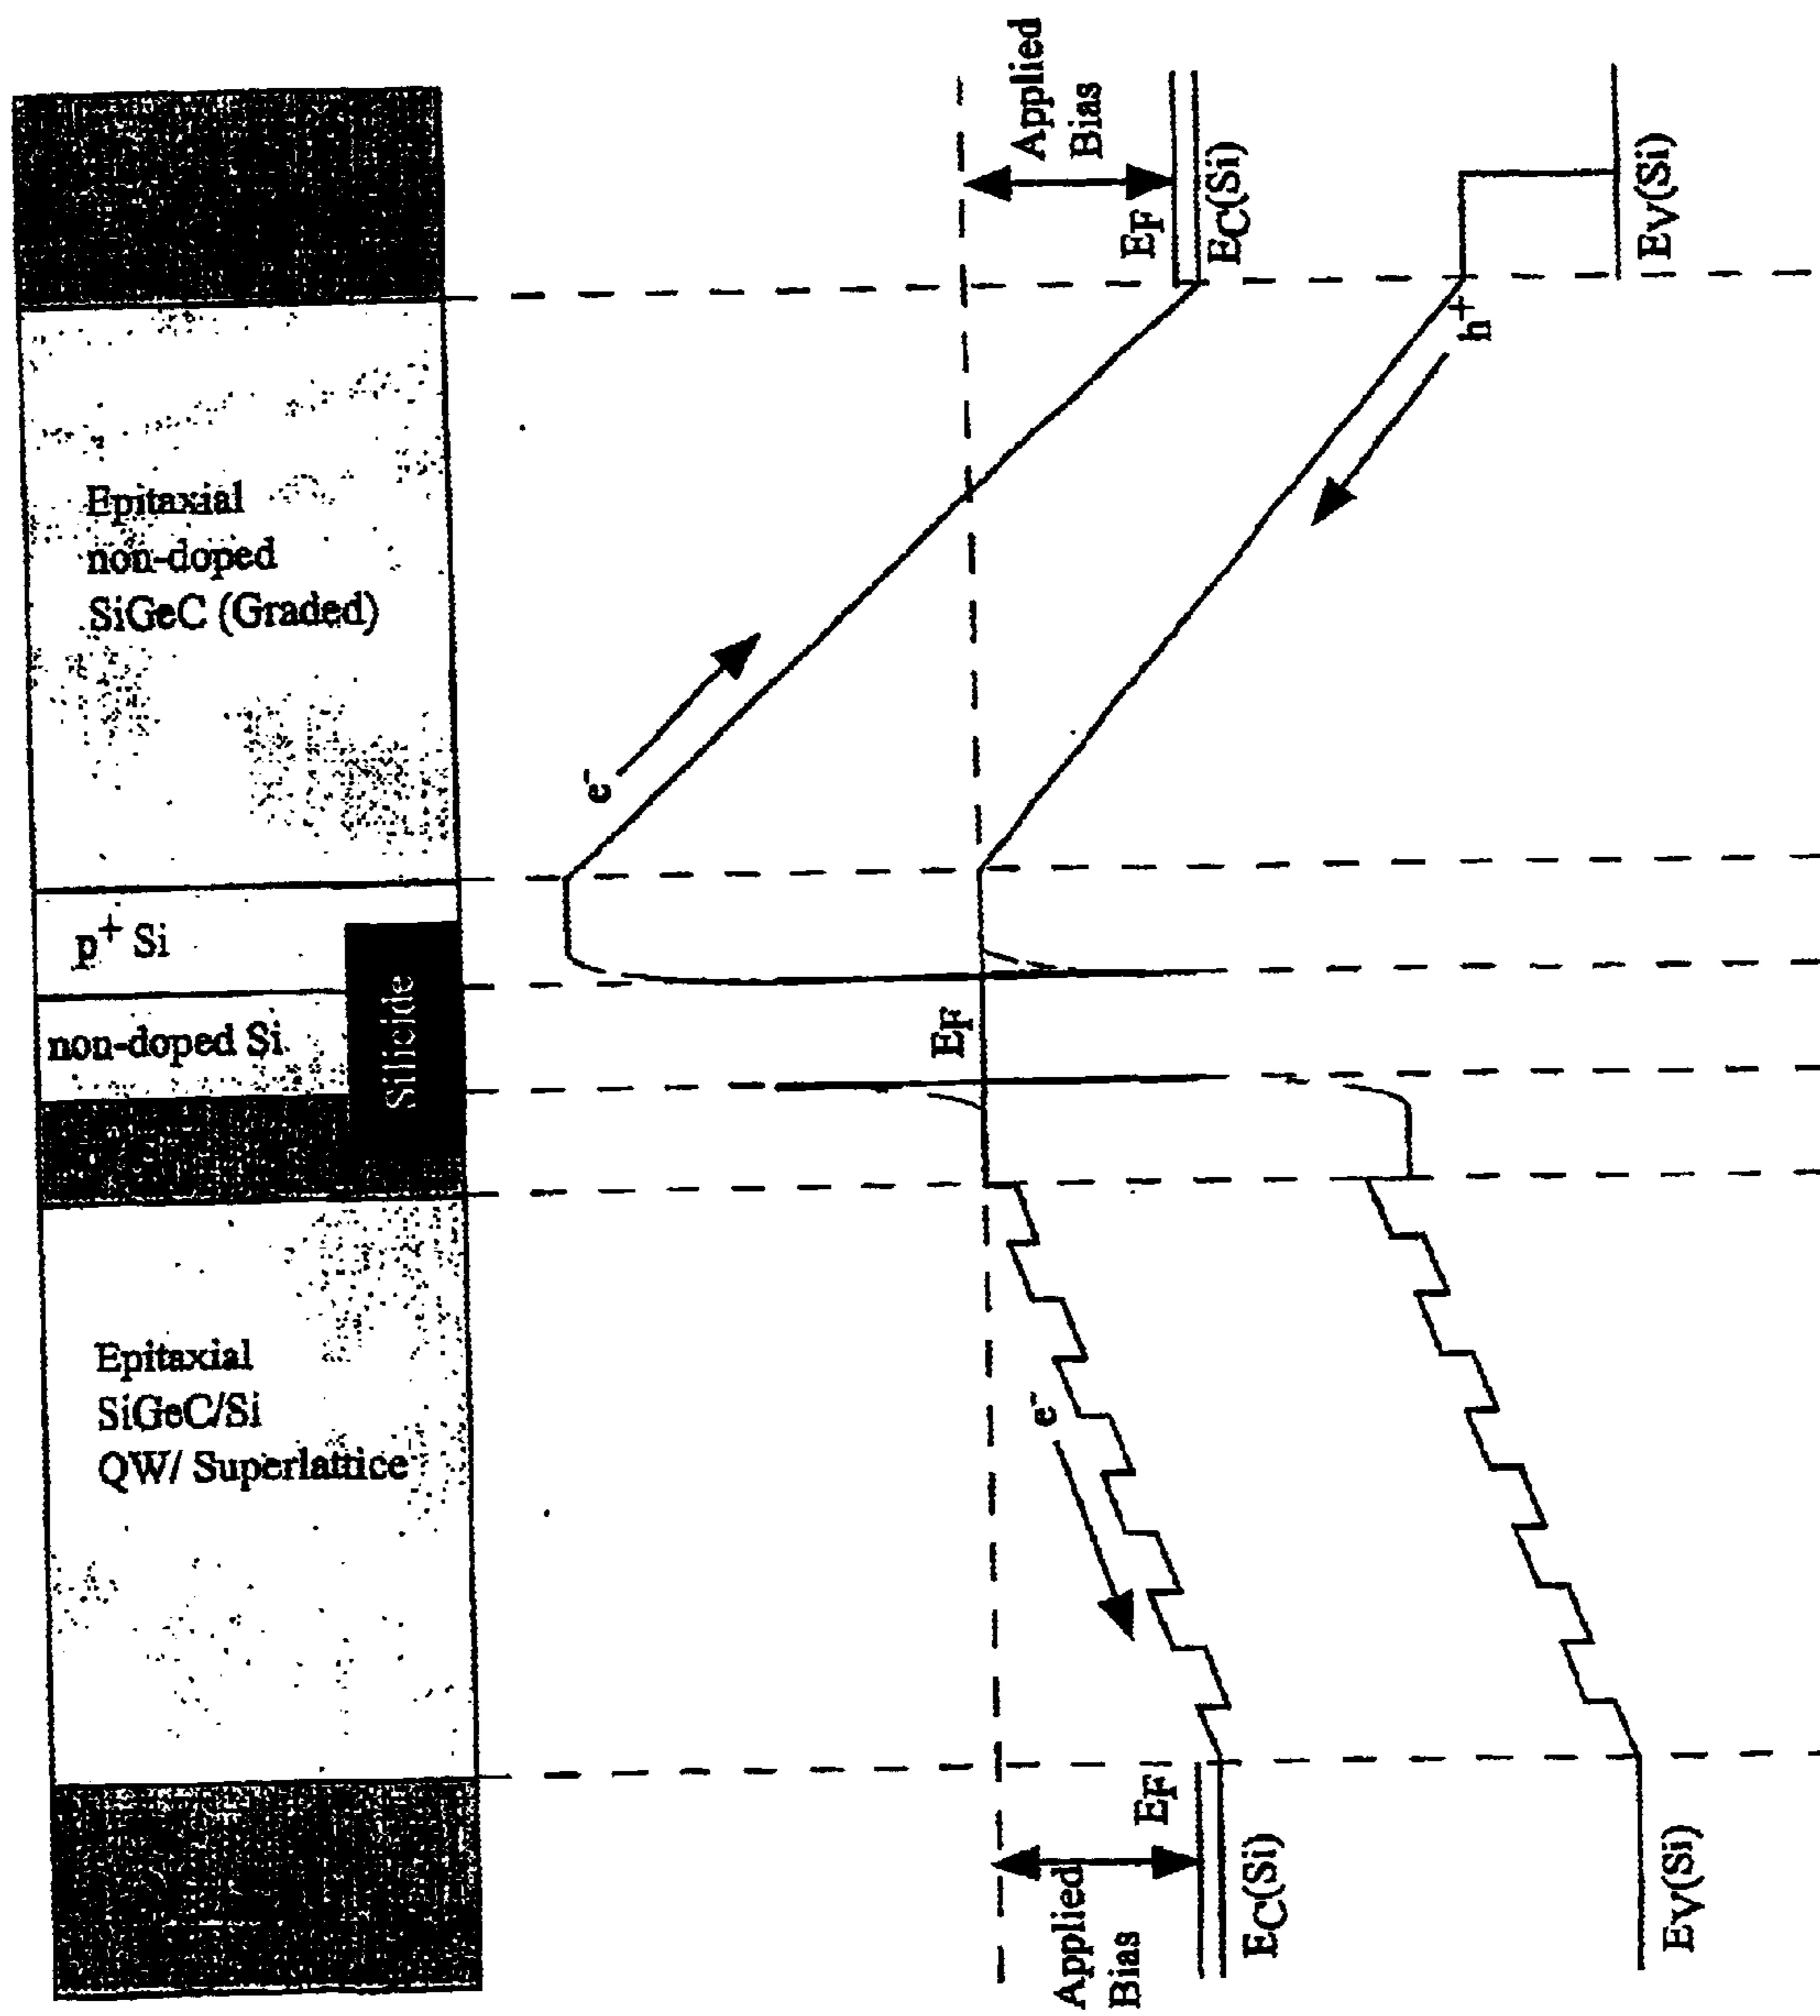 Epitaxial
non-doped
SiGeC (Graded)
p+ Si
non-doped Si
Silicide
Epitaxial
SiGeC/Si
QW/ Superlattice
Applied
Bias
EF
EC(Si)
EV(Si)
e-
h+
EF
e-
Applied
Bias
EF
EC(Si)
EV(Si)